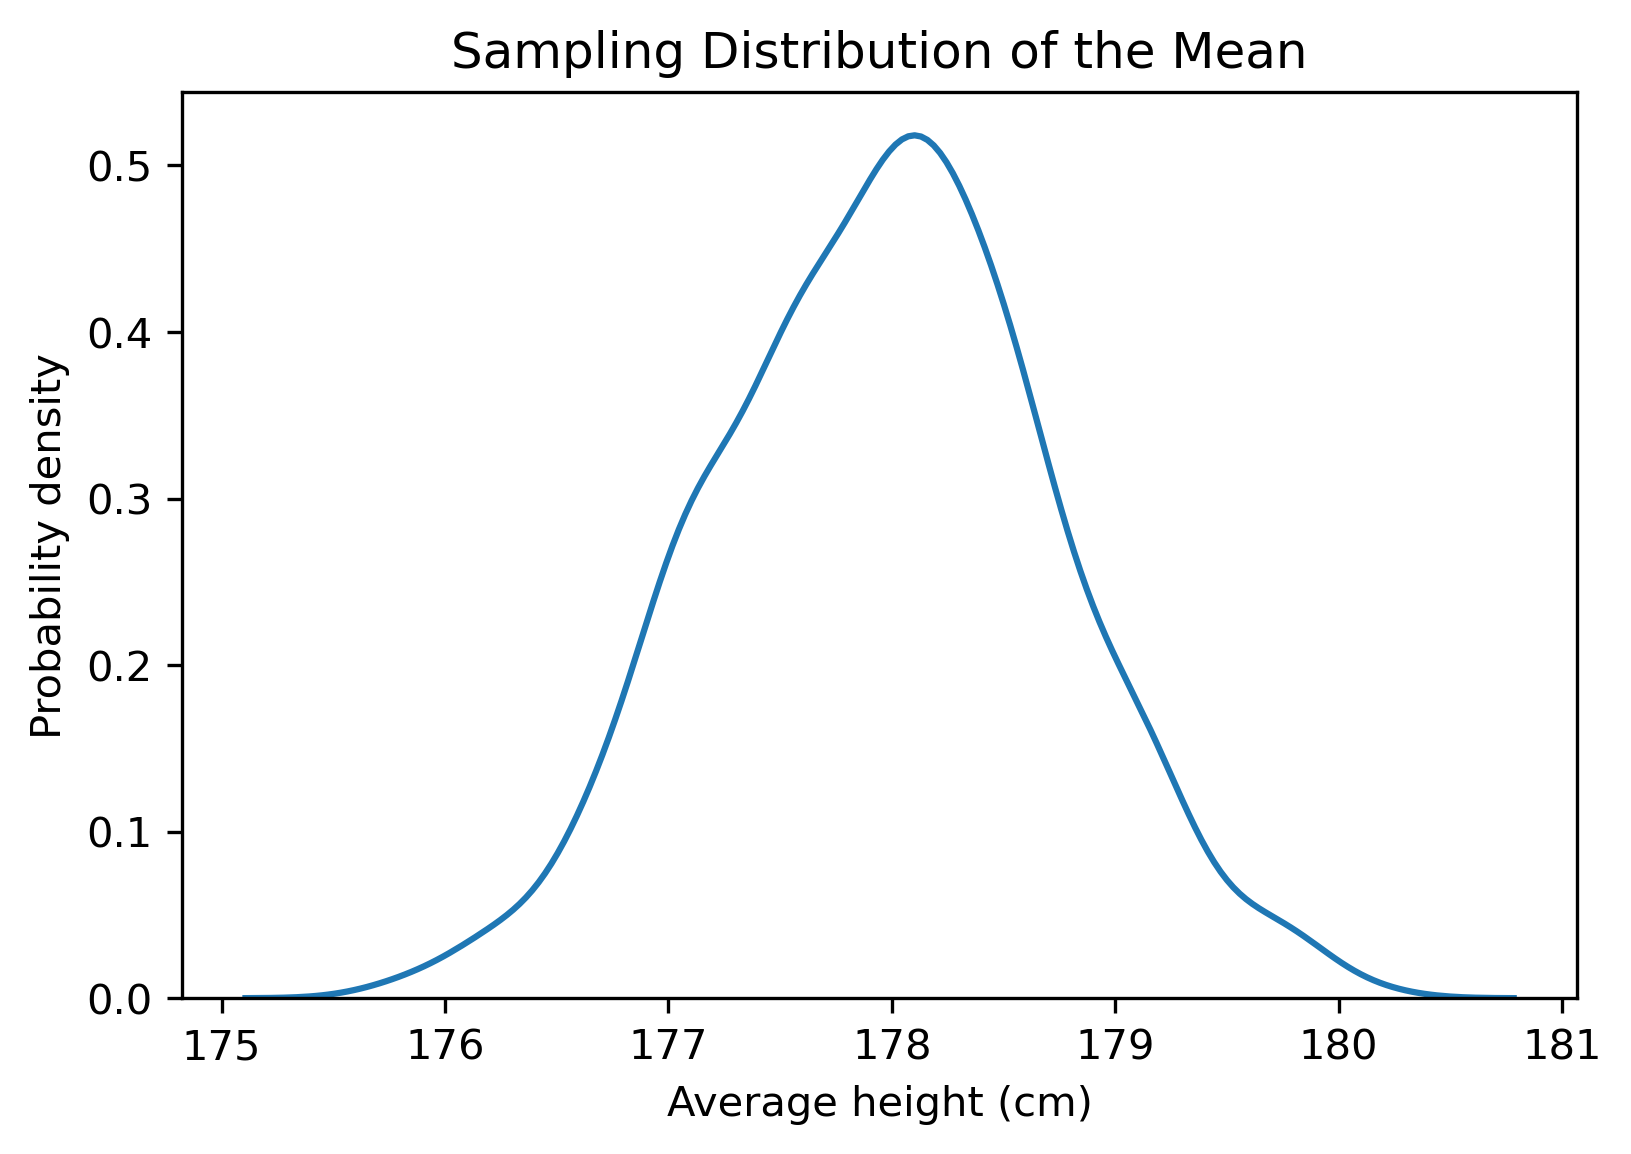 Sampling Distribution of the Mean
0.5
0.4
0.3
0.2
0.1
0.0
Probability density
175 176 177 178 179 180 181
Average height (cm)